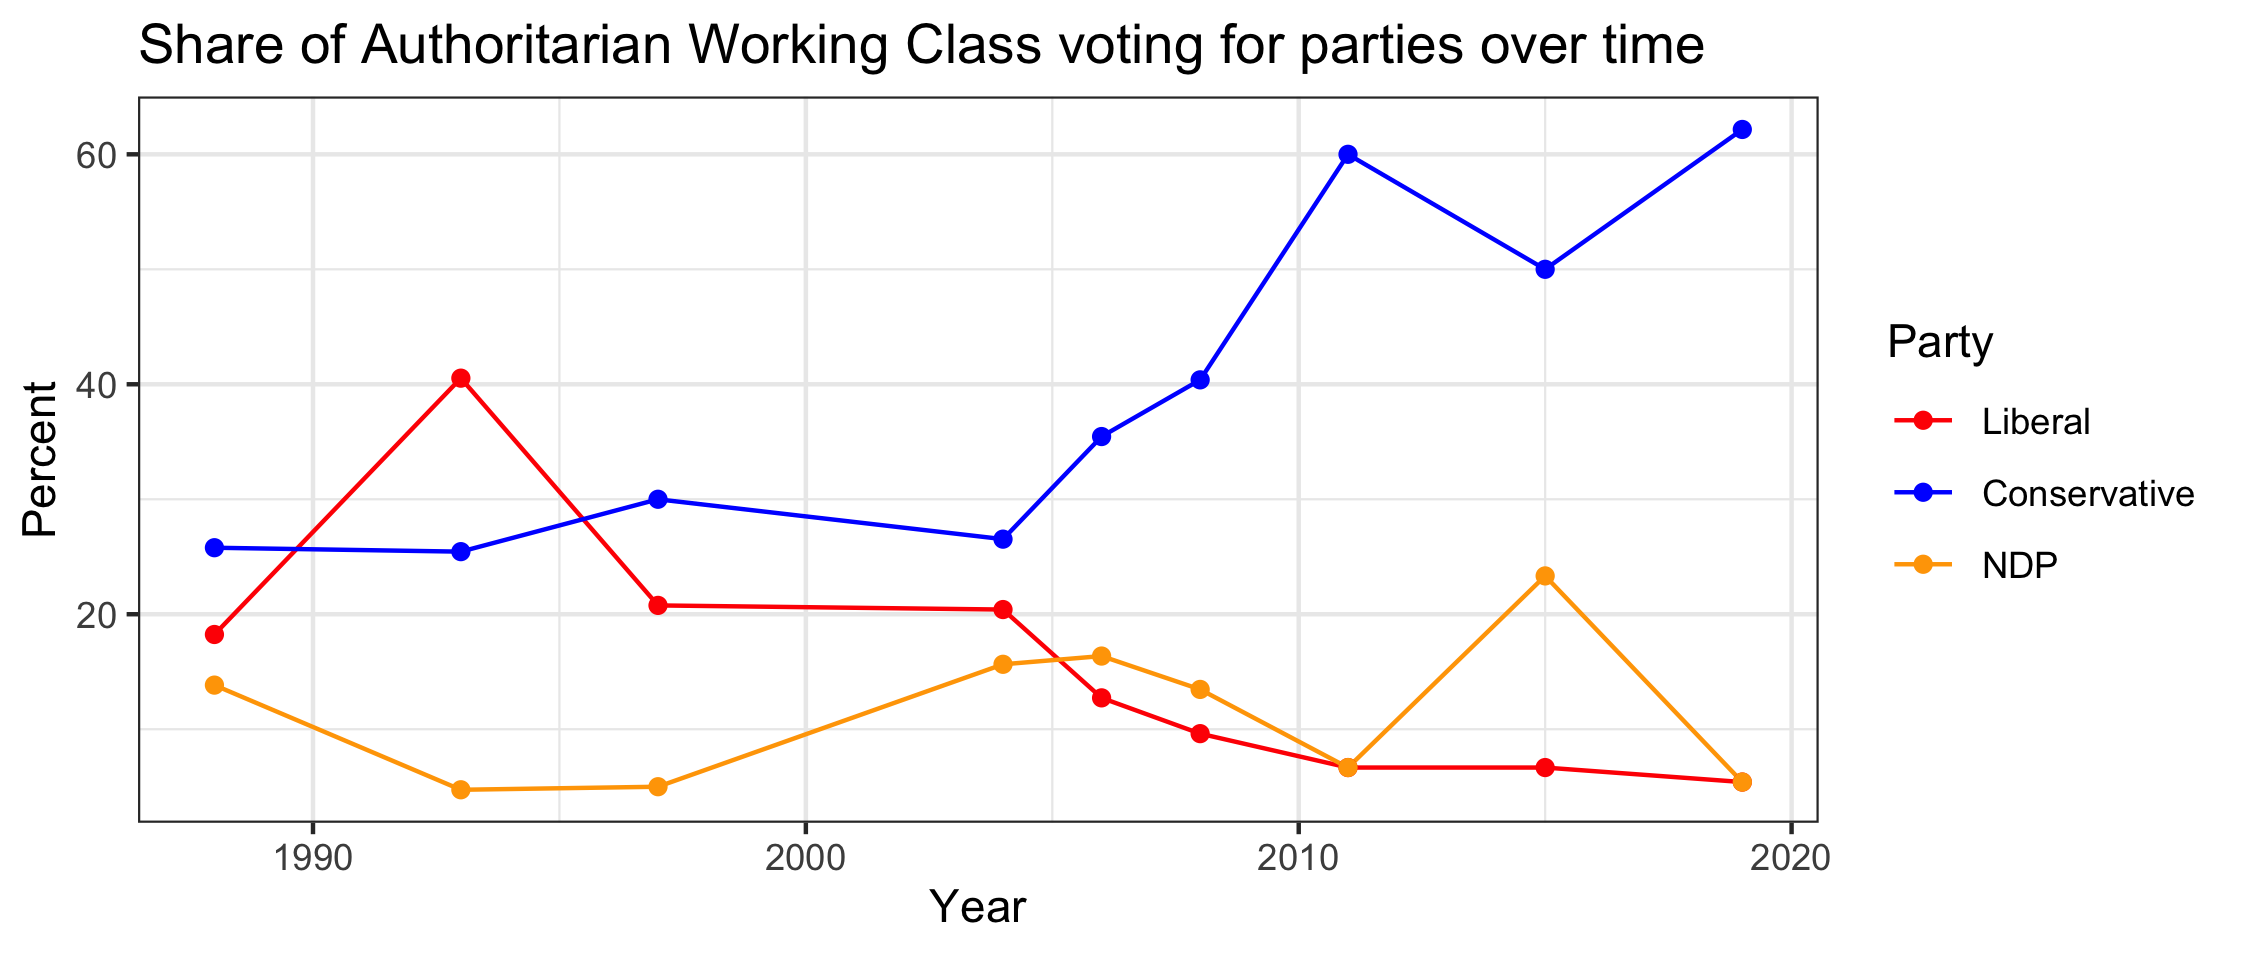 Share of Authoritarian Working Class voting for parties over time
60
40
20
Percent
1990 2000 2010 2020
Year
Party
Liberal
Conservative
NDP